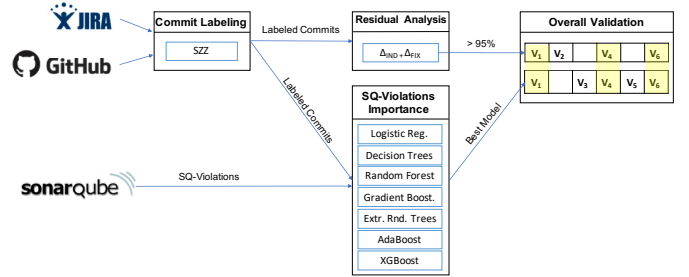 JIRA
GitHub
sonarqube
Commit Labeling
SZZ
Labeled Commits
Labeled Commits
SQ-Violations
Residual Analysis
ΔIND + ΔFIX
> 95%
SQ-Violations
Importance
Logistic Reg.
Decision Trees
Random Forest
Gradient Boost.
Extr. Rnd. Trees
AdaBoost
XGBoost
Best Model
Overall Validation
V1 V2 V4 V6
V1 V3 V4 V5 V6